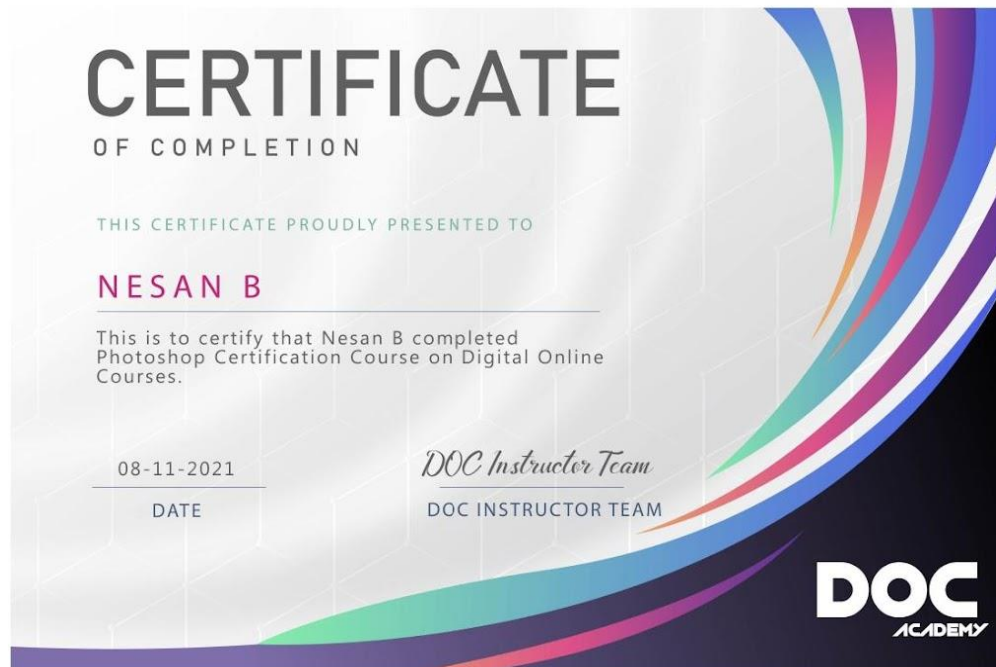 CERTIFICATE
OF COMPLETION
THIS CERTIFICATE PROUDLY PRESENTED TO
NESAN B
This is to certify that Nesan B completed
Photoshop Certification Course on Digital Online
Courses.
08-11-2021
DATE
DOC Instructor Team
DOC INSTRUCTOR TEAM
DOC
ACADEMY